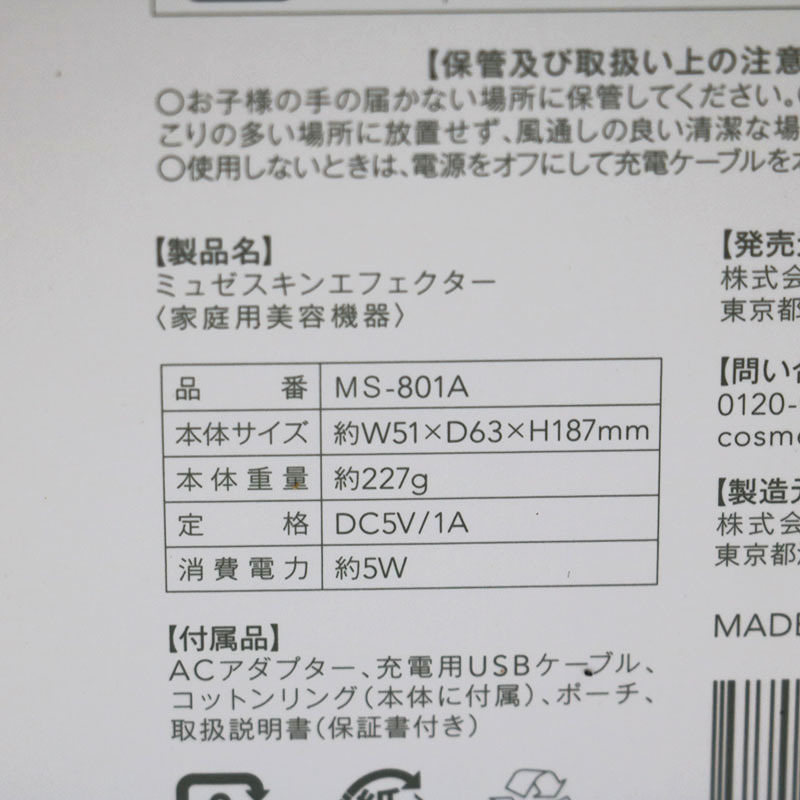 【保管及び取扱い上の注意
○お子様の手の届かない場所に保管してください。
こりの多い場所に放置せず、風通しの良い清潔な場
○使用しないときは、電源をオフにして充電ケーブルを
【製品名】
ミュゼスキンエフェクター
〈家庭用美容機器〉
品番 MS-801A
本体サイズ 約W51×D63×H187mm
本体重量 約227g
定格 DC5V/1A
消費電力 約5W
【付属品】
ACアダプター、充電用USBケーブル、
コットンリング(本体に付属)、ポーチ、
取扱説明書(保証書付き)
【発売
株式会
東京都
【問い合
0120-
cosme
【製造元
株式会
東京都
MADE
紙